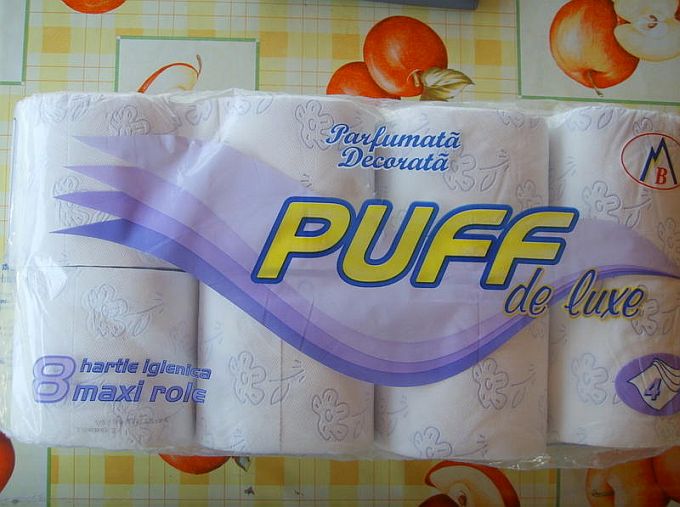 Parfumată
Decorată
MB
PUFF
de luxe
8 hartie igienica
maxi role
4